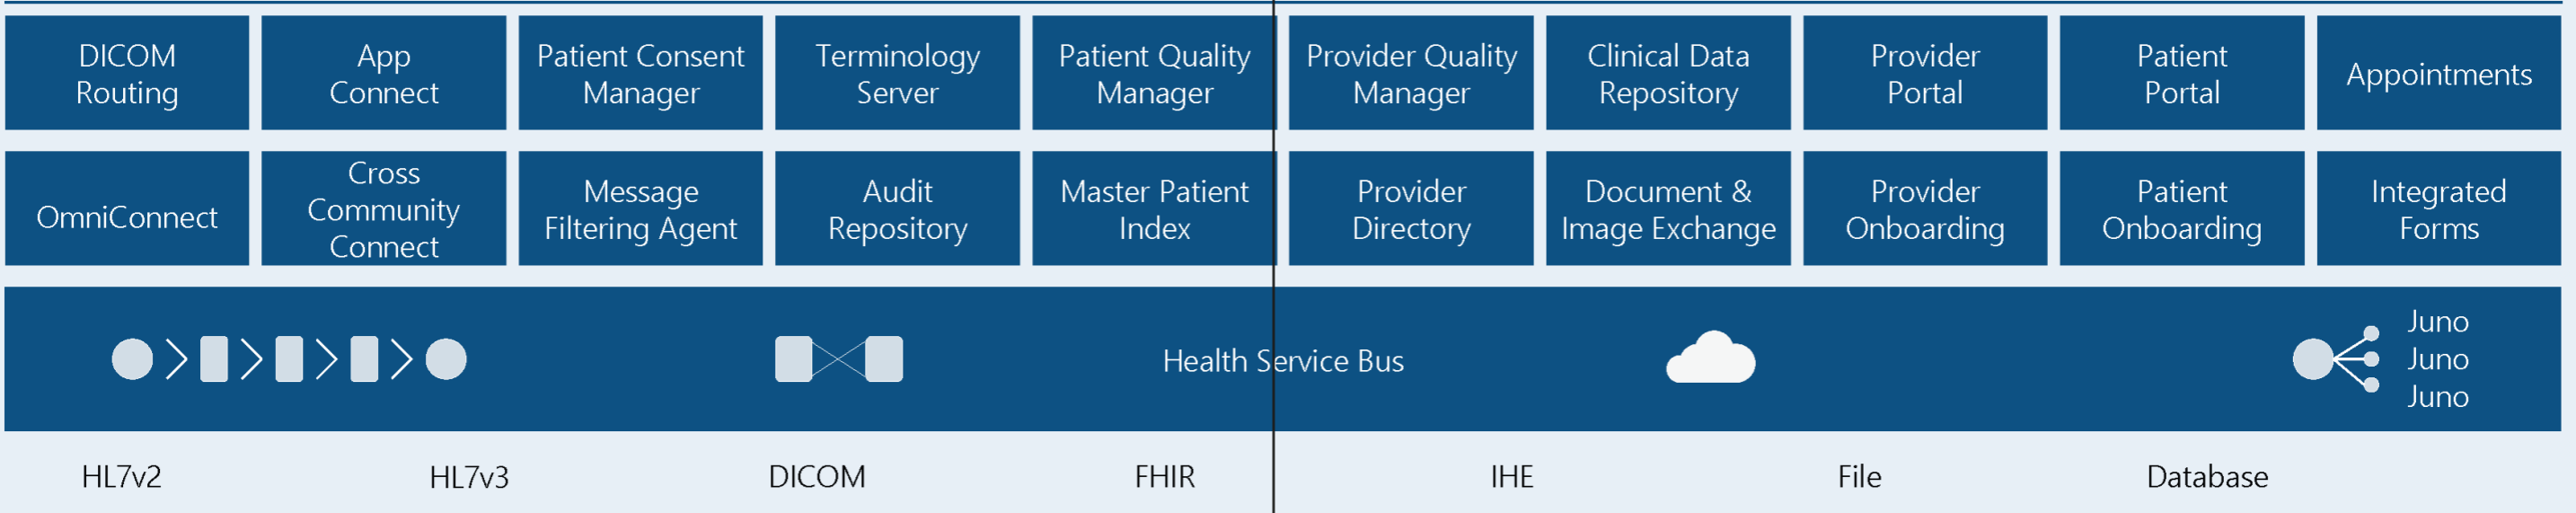 DICOM
Routing
App
Connect
Patient Consent
Manager
Terminology
Server
Patient Quality
Manager
Provider Quality
Manager
Clinical Data
Repository
Provider
Portal
Patient
Portal
Appointments
OmniConnect
Cross
Community
Connect
Message
Filtering Agent
Audit
Repository
Master Patient
Index
Provider
Directory
Document &
Image Exchange
Provider
Onboarding
Patient
Onboarding
Integrated
Forms
Health Service Bus
Juno
Juno
Juno
HL7v2
HL7v3
DICOM
FHIR
IHE
File
Database